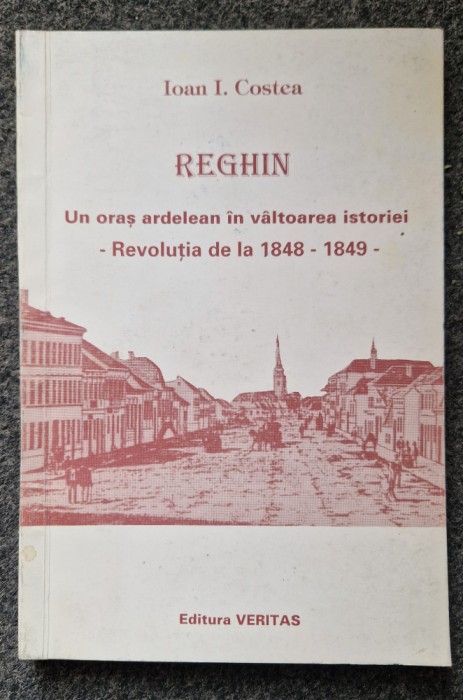 Ioan I. Costea
REGHIN
Un oraș ardelean în vâltoarea istoriei
- Revoluția de la 1848 - 1849 -
Editura VERITAS